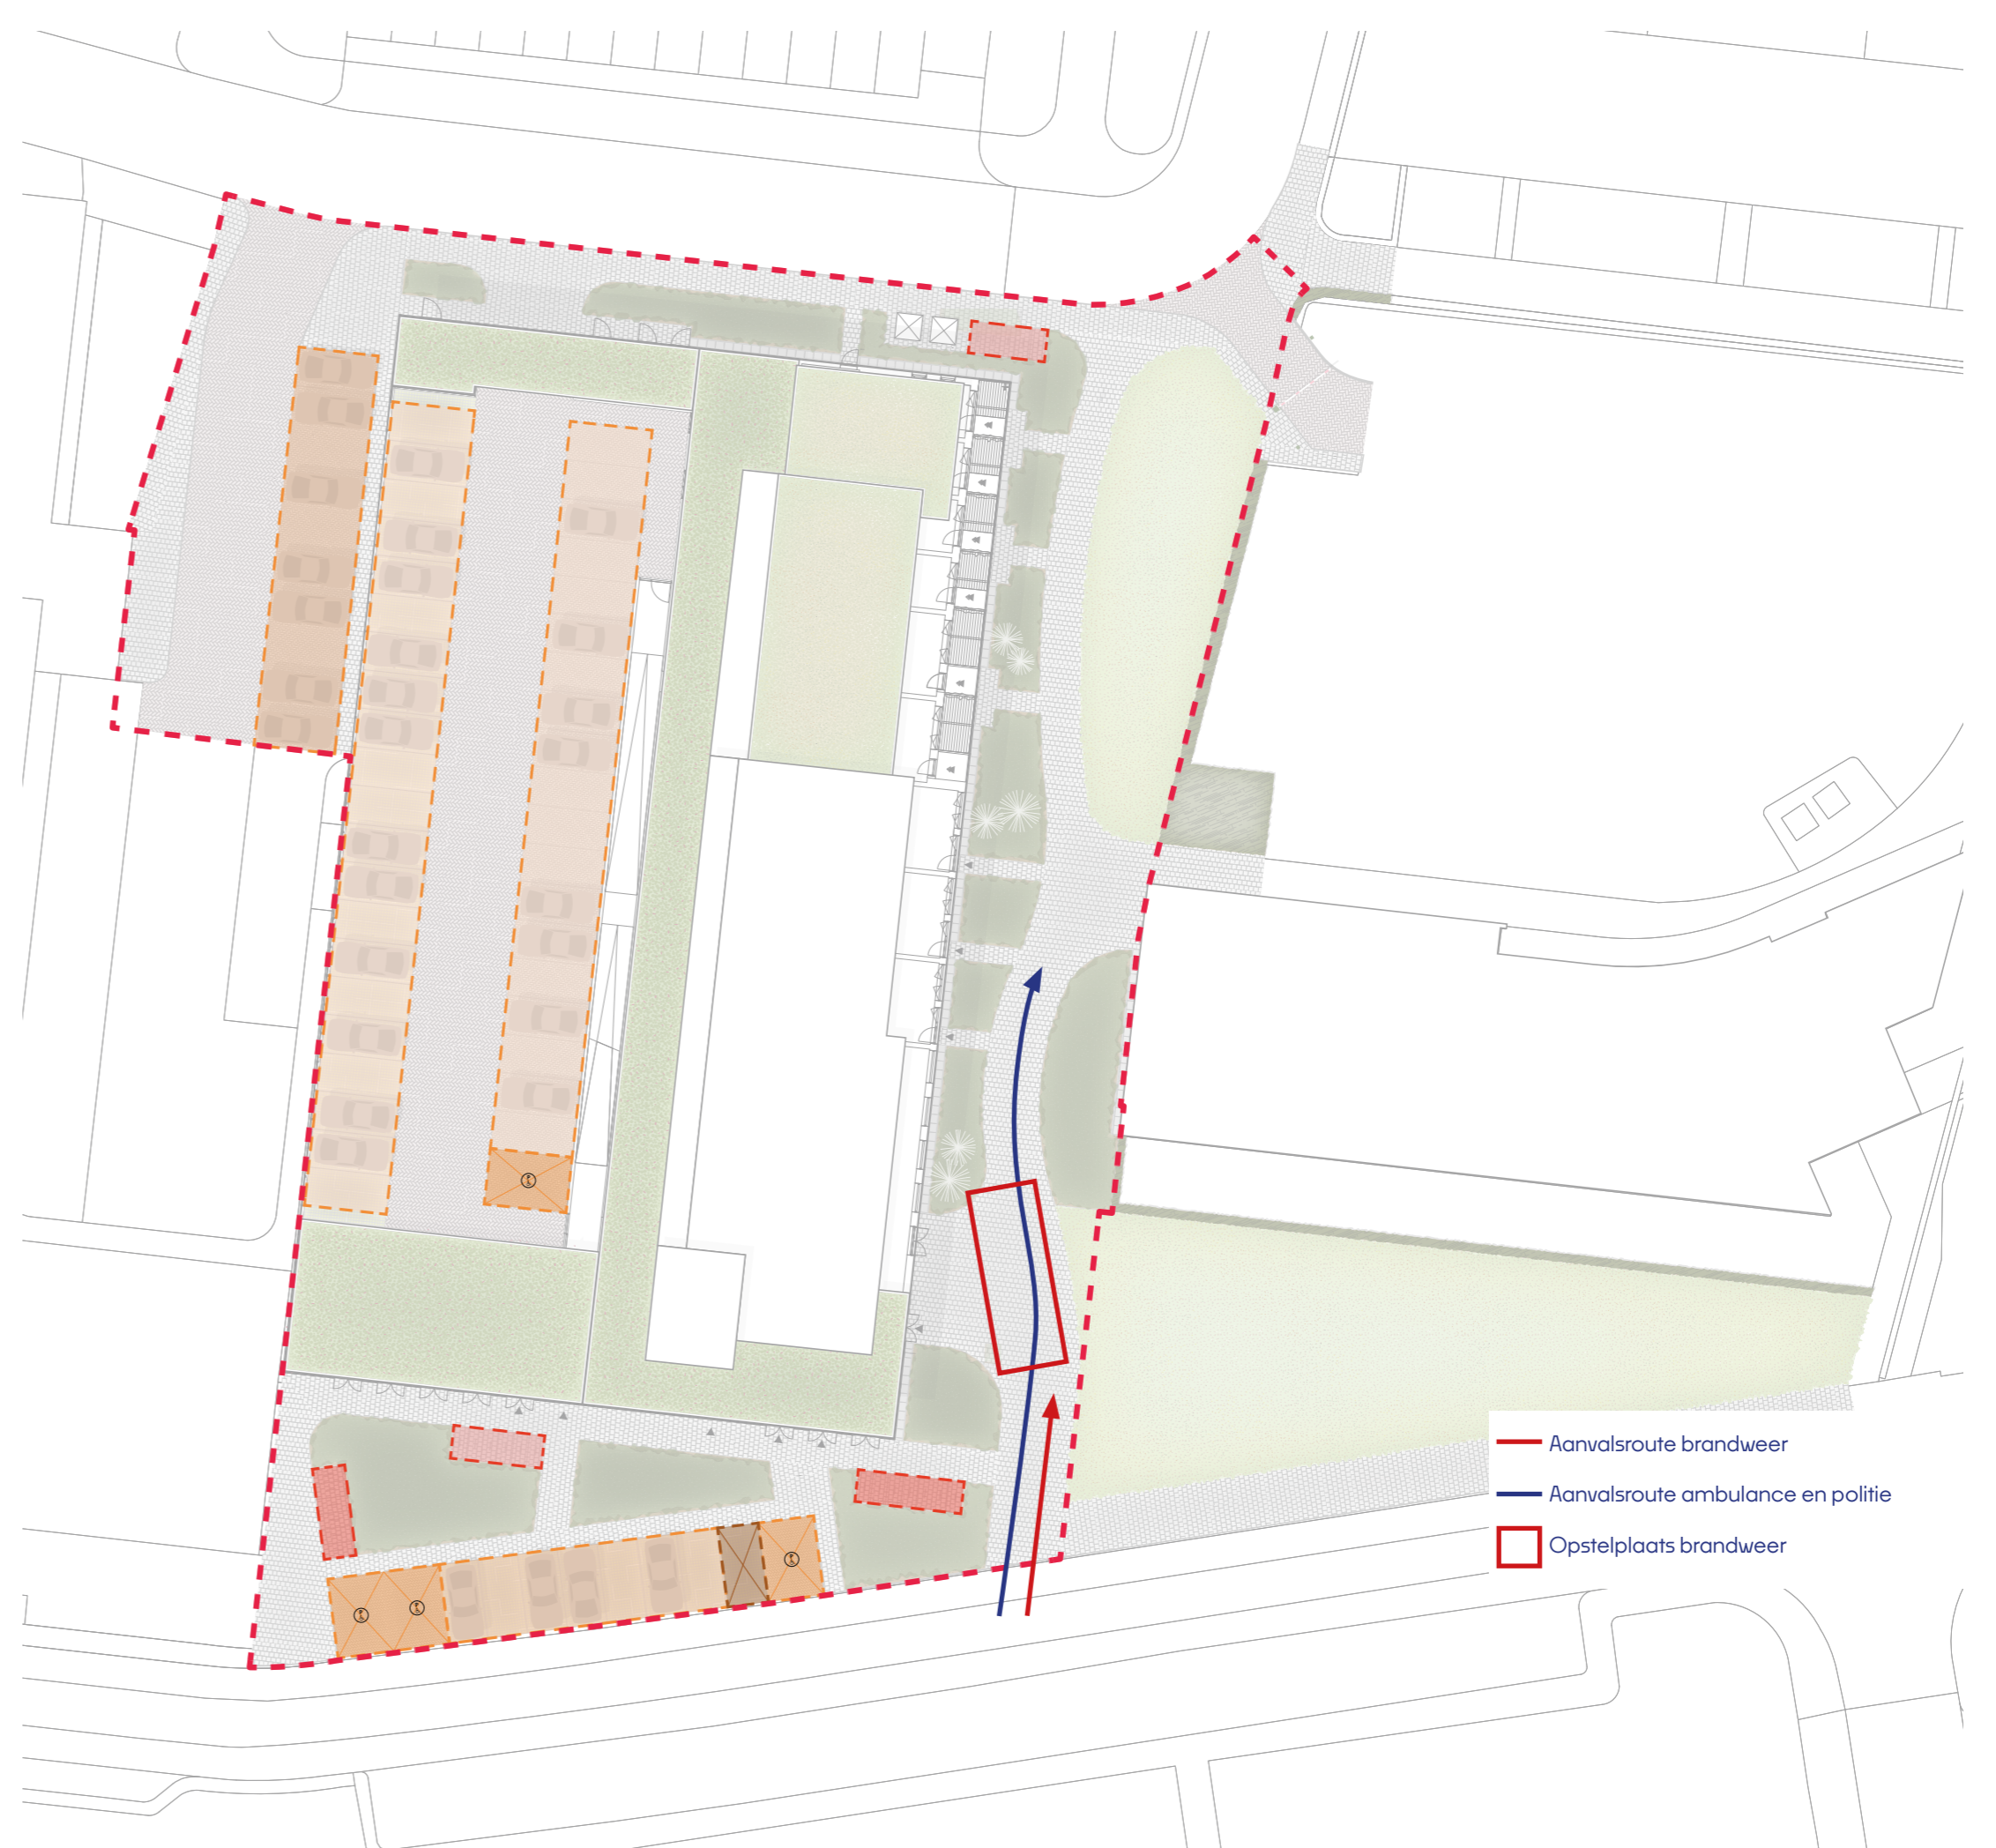 Aanvalsroute brandweer
Aanvalsroute ambulance en politie
Opstelplaats brandweer